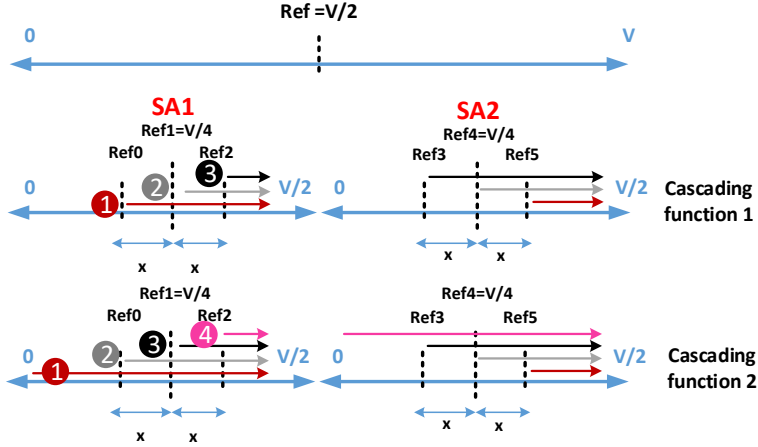 Ref =V/2
0 V
SA1 SA2
Ref1=V/4 Ref4=V/4
Ref0 Ref2 Ref3 Ref5
3
0 2 V/2 0 V/2 Cascading
1 function 1
x x x x
Ref1=V/4 Ref4=V/4
Ref0 Ref2 Ref3 Ref5
4
3
0 2 V/2 0 V/2 Cascading
1 function 2
x x x x